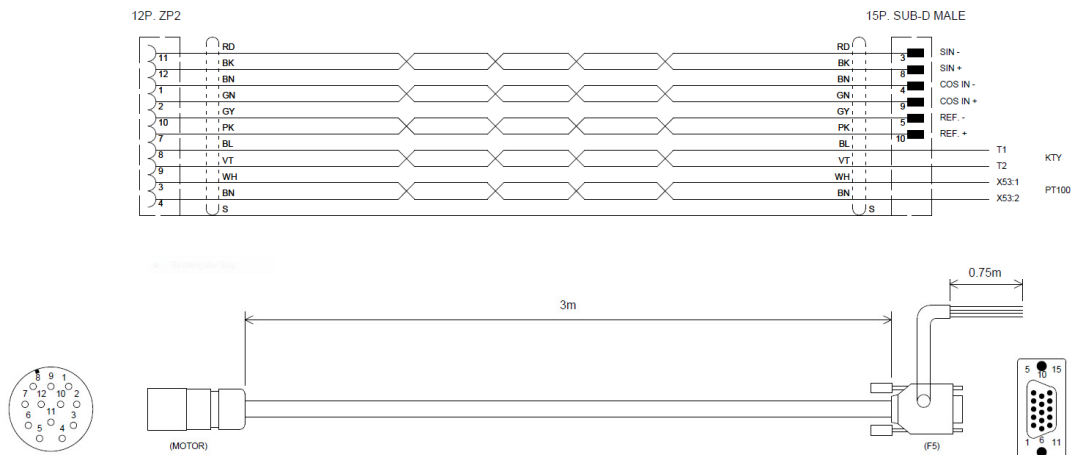 12P. ZP2 15P. SUB-D MALE
RD RD SIN -
11 3
BK BK SIN +
12 8
BN BN COS IN -
1 4
GN GN COS IN +
2 9
GY GY REF. -
10 5
PK PK REF. +
7 10
BL BL T1
8
VT VT T2
9
KTY
WH WH X53:1
3
BN BN X53:2
4
PT100
S S
0.75m
3m
8 9 1
7 12 10 2
11
6 3
5 4
(MOTOR)
(F5)
5 10 15
1 6 11